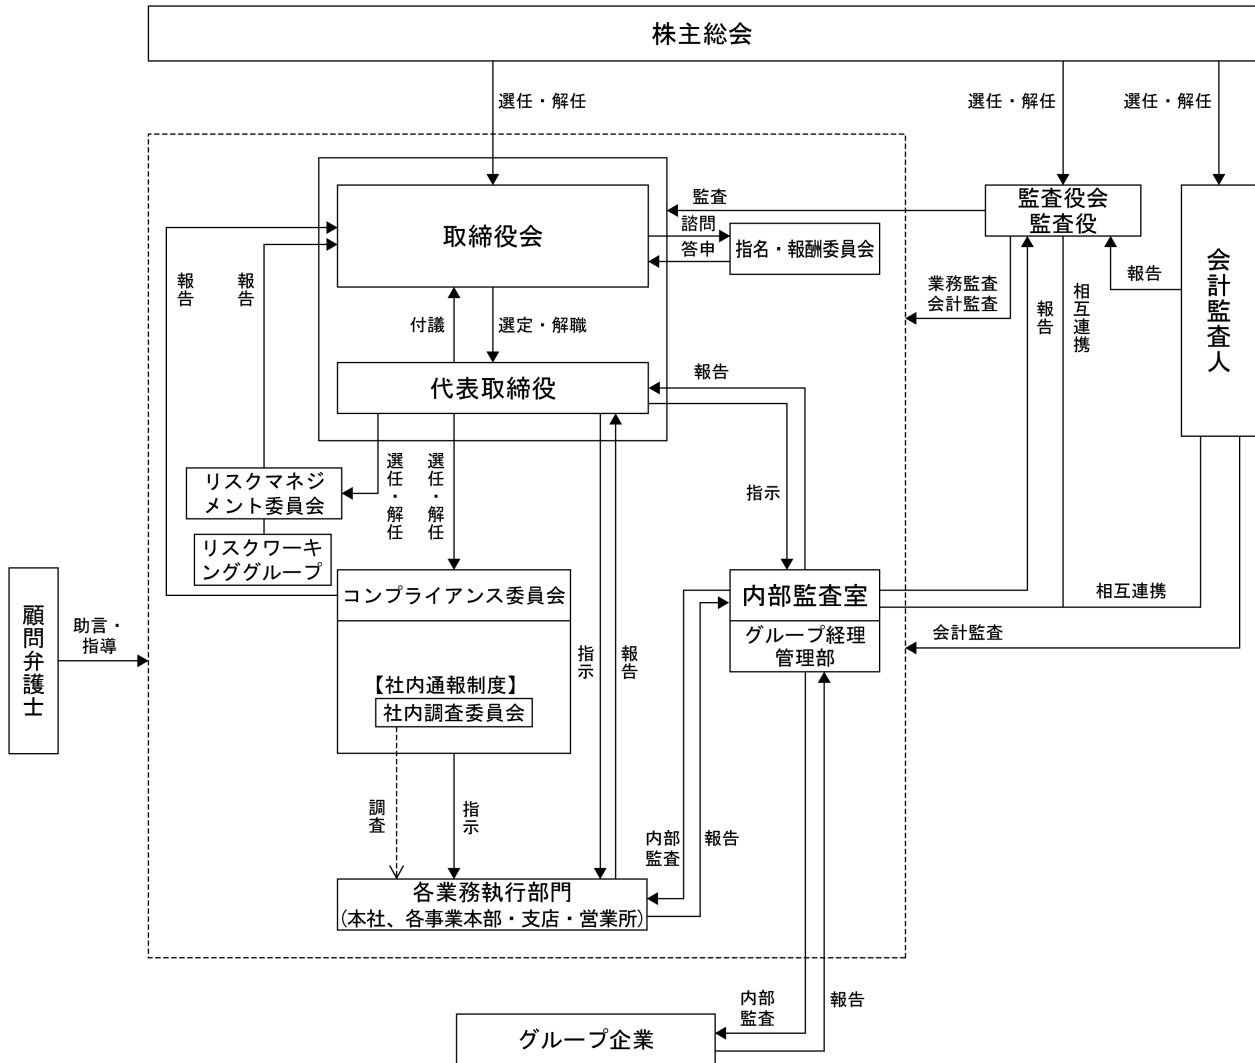 株主総会
選任・解任
選任・解任
選任・解任
取締役会
監査
諮問
答申
指名・報酬委員会
監査役会
監査役
会計監査人
報告
報告
業務監査
会計監査
報告
相互連携
報告
付議
選定・解職
代表取締役
報告
指示
選任・解任
選任・解任
リスクマネジ
メント委員会
リスクワーキ
ンググループ
コンプライアンス委員会
内部監査室
グループ経理
管理部
相互連携
会計監査
顧問弁護士
助言・
指導
指示
報告
【社内通報制度】
社内調査委員会
調査
指示
内部
監査
報告
各業務執行部門
(本社、各事業本部・支店・営業所)
内部
監査
報告
グループ企業